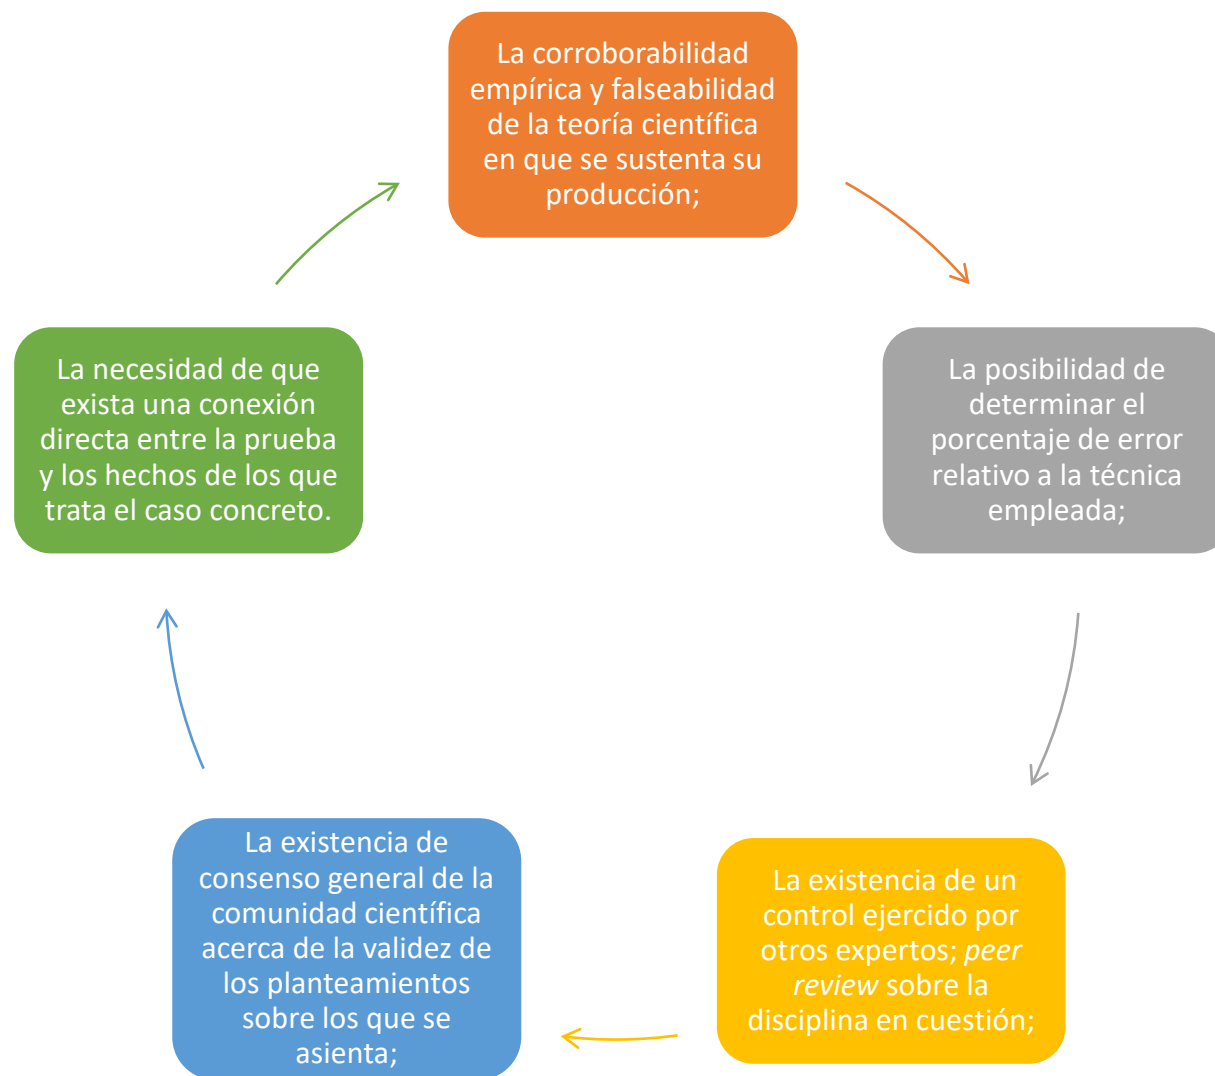 La corroborabilidad
empírica y falseabilidad
de la teoría científica
en que se sustenta su
producción;
La posibilidad de
determinar el
porcentaje de error
relativo a la técnica
empleada;
La existencia de un
control ejercido por
otros expertos; peer
review sobre la
disciplina en cuestión;
La existencia de
consenso general de la
comunidad científica
acerca de la validez de
los planteamientos
sobre los que se
asienta;
La necesidad de que
exista una conexión
directa entre la prueba
y los hechos de los que
trata el caso concreto.